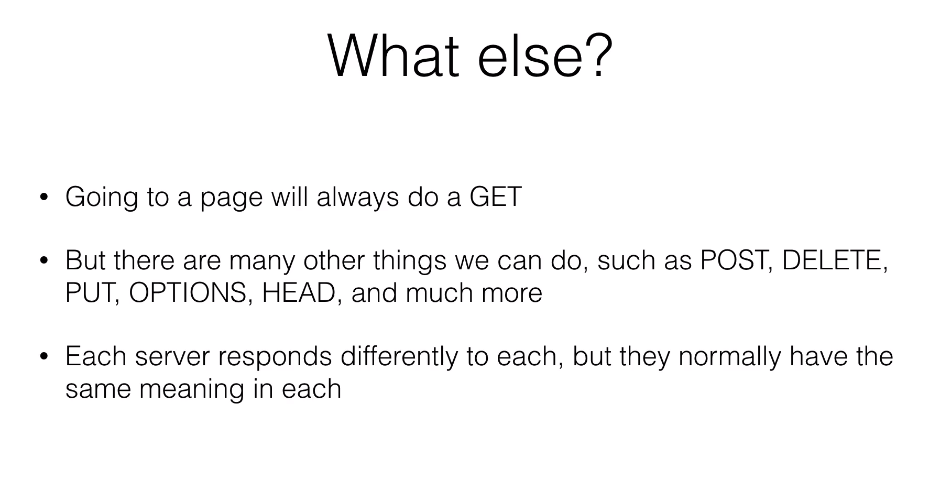 What else?
• Going to a page will always do a GET
• But there are many other things we can do, such as POST, DELETE,
PUT, OPTIONS, HEAD, and much more
• Each server responds differently to each, but they normally have the
same meaning in each